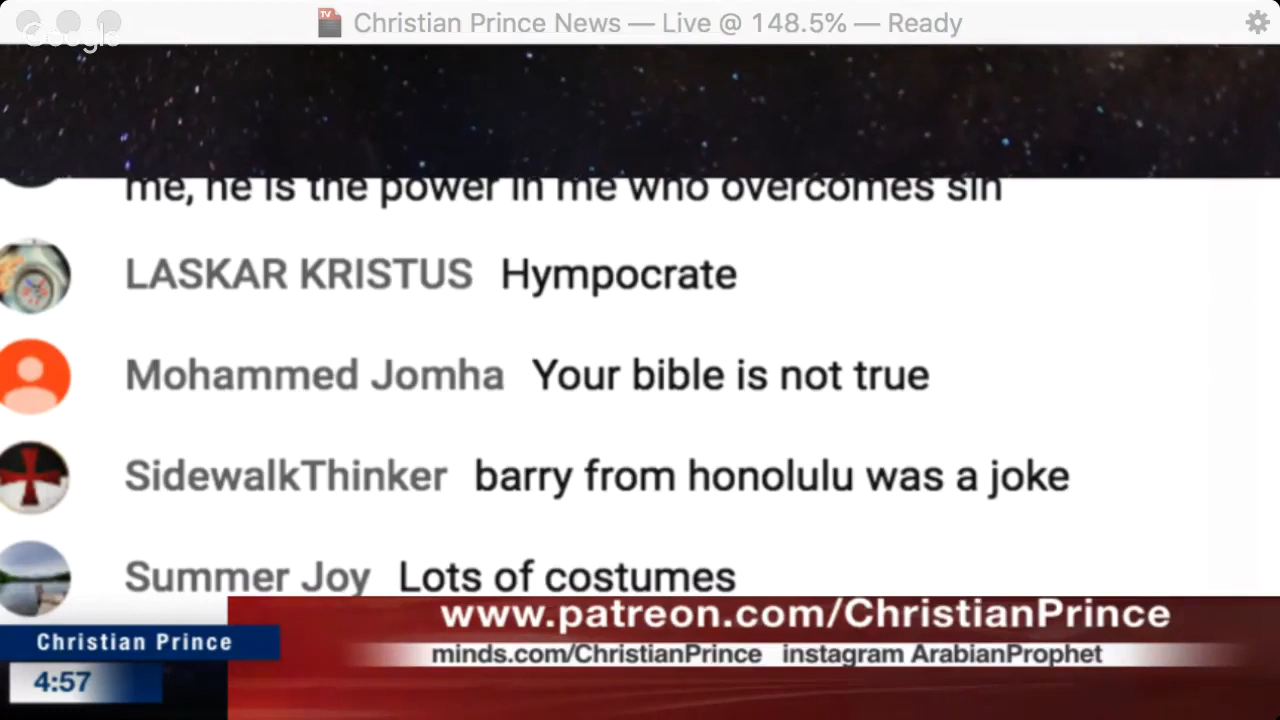 TV Christian Prince News — Live @ 148.5% — Ready
Google
me, he is the power in me who overcomes sin
LASKAR KRISTUS Hympocrate
Mohammed Jomha Your bible is not true
SidewalkThinker barry from honolulu was a joke
Summer Joy Lots of costumes
www.patreon.com/ChristianPrince
Christian Prince
minds.com/ChristianPrince instagram ArabianProphet
4:57